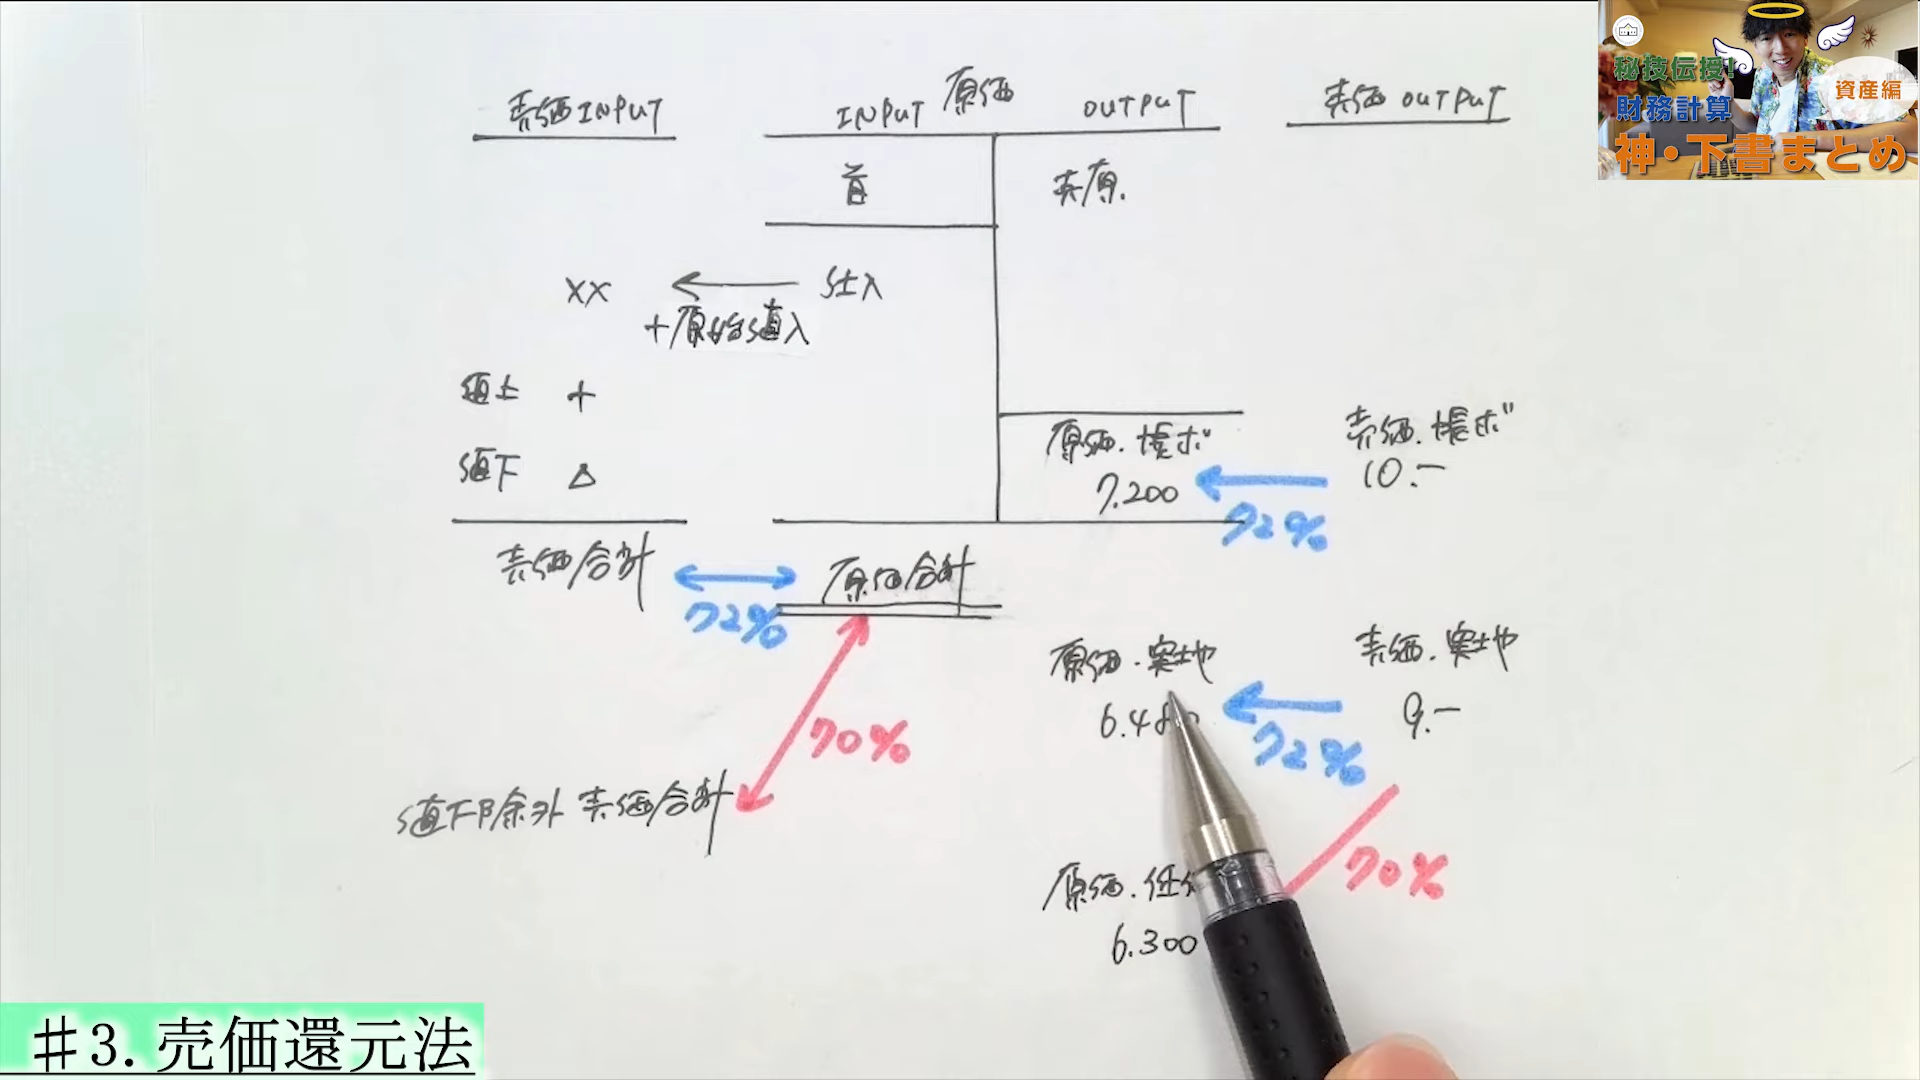 売価INPUT
INPUT 原価 OUTPUT
売価 OUTPUT
首
売原.
XX
仕入
+原始値入
値上 +
値下 △
原価.帳ボ
7.200
売価.帳ボ
10.-
72%
売価合計
原価合計
72%
原価.実地
6.4
売価.実地
9.-
72%
70%
値下除外 売価合計
70%
原価.
6.300
秘技伝授!
財務計算
資産編
神・下書まとめ
#3.売価還元法